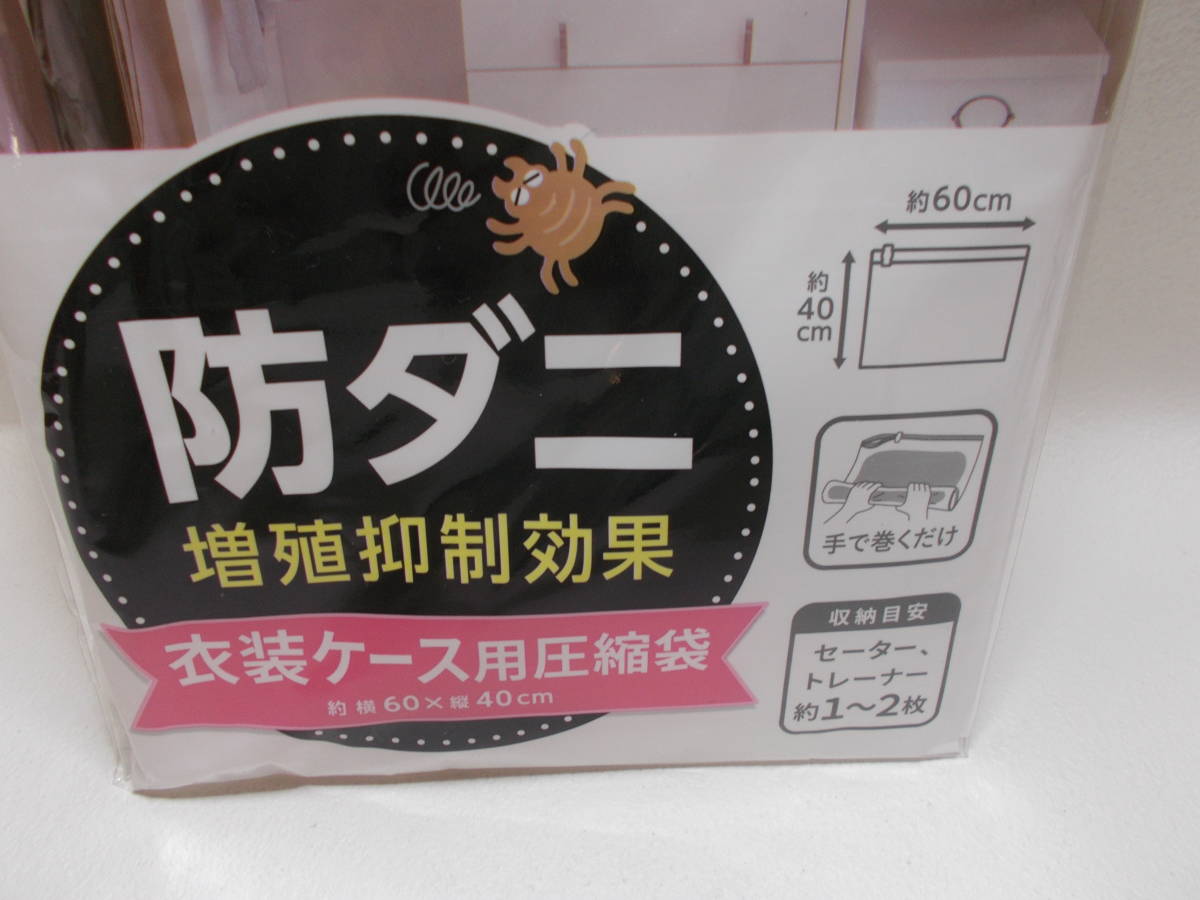 防ダニ
増殖抑制効果
衣装ケース用圧縮袋
約横60×縦40cm
約60cm
約
40
cm
手で巻くだけ
収納目安
セーター、
トレーナー
約1～2枚